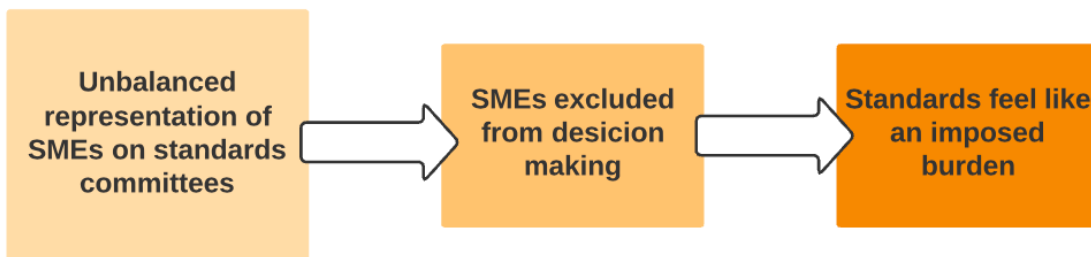 Unbalanced
representation of
SMEs on standards
committees
SMEs excluded
from desicion
making
Standards feel like
an imposed
burden